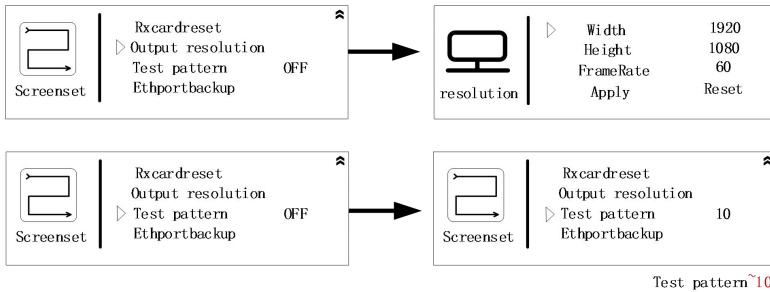 Rxcardreset
Output resolution
Test pattern OFF
Ethportbackup
Screenset
Width 1920
Height 1080
FrameRate 60
Apply Reset
resolution
Rxcardreset
Output resolution
Test pattern OFF
Ethportbackup
Screenset
Rxcardreset
Output resolution
Test pattern 10
Ethportbackup
Screenset
Test pattern~10